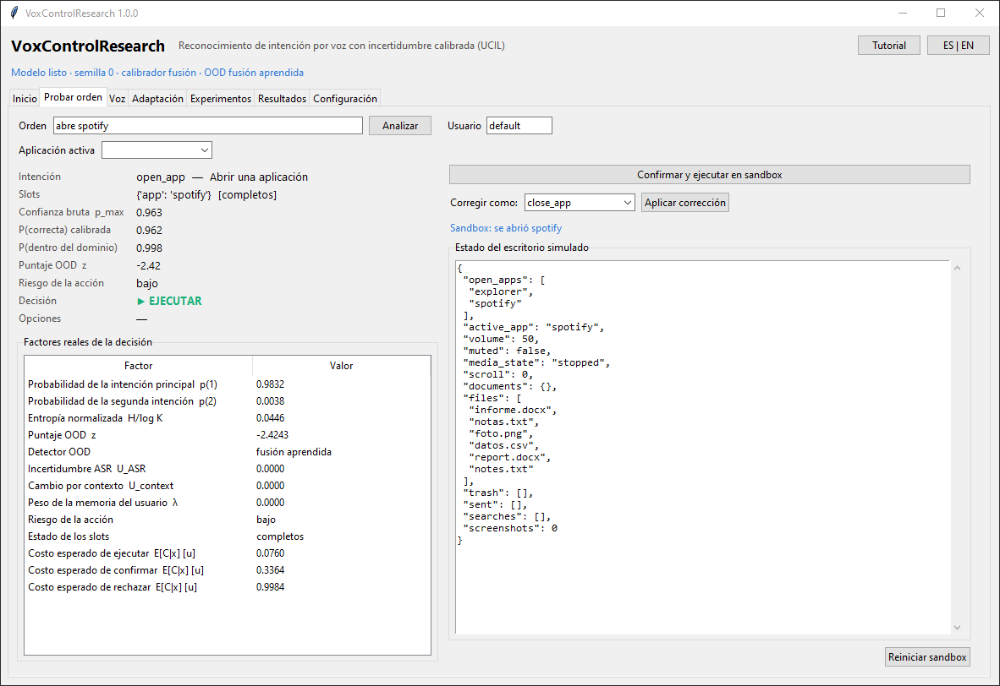 VoxControlResearch 1.0.0
VoxControlResearch Reconocimiento de intención por voz con incertidumbre calibrada (UCIL) Tutorial ES | EN
Modelo listo · semilla 0 · calibrador fusión · OOD fusión aprendida
Inicio Probar orden Voz Adaptación Experimentos Resultados Configuración
Orden abre spotify Analizar Usuario default
Aplicación activa
Intención open_app — Abrir una aplicación
Slots {'app': 'spotify'} [completos]
Confianza bruta p_max 0.963
P(correcta) calibrada 0.962
P(dentro del dominio) 0.998
Puntaje OOD z -2.42
Riesgo de la acción bajo
Decisión ► EJECUTAR
Opciones —
Factores reales de la decisión
Factor Valor
Probabilidad de la intención principal p(1) 0.9832
Probabilidad de la segunda intención p(2) 0.0038
Entropía normalizada H/log K 0.0446
Puntaje OOD z -2.4243
Detector OOD fusión aprendida
Incertidumbre ASR U_ASR 0.0000
Cambio por contexto U_context 0.0000
Peso de la memoria del usuario λ 0.0000
Riesgo de la acción bajo
Estado de los slots completos
Costo esperado de ejecutar E[C|x] [u] 0.0760
Costo esperado de confirmar E[C|x] [u] 0.3364
Costo esperado de rechazar E[C|x] [u] 0.9984
Confirmar y ejecutar en sandbox
Corregir como: close_app Aplicar corrección
Sandbox: se abrió spotify
Estado del escritorio simulado
{
"open_apps": [
"explorer",
"spotify"
],
"active_app": "spotify",
"volume": 50,
"muted": false,
"media_state": "stopped",
"scroll": 0,
"documents": {},
"files": [
"informe.docx",
"notas.txt",
"foto.png",
"datos.csv",
"report.docx",
"notes.txt"
],
"trash": [],
"sent": [],
"searches": [],
"screenshots": 0
}
Reiniciar sandbox